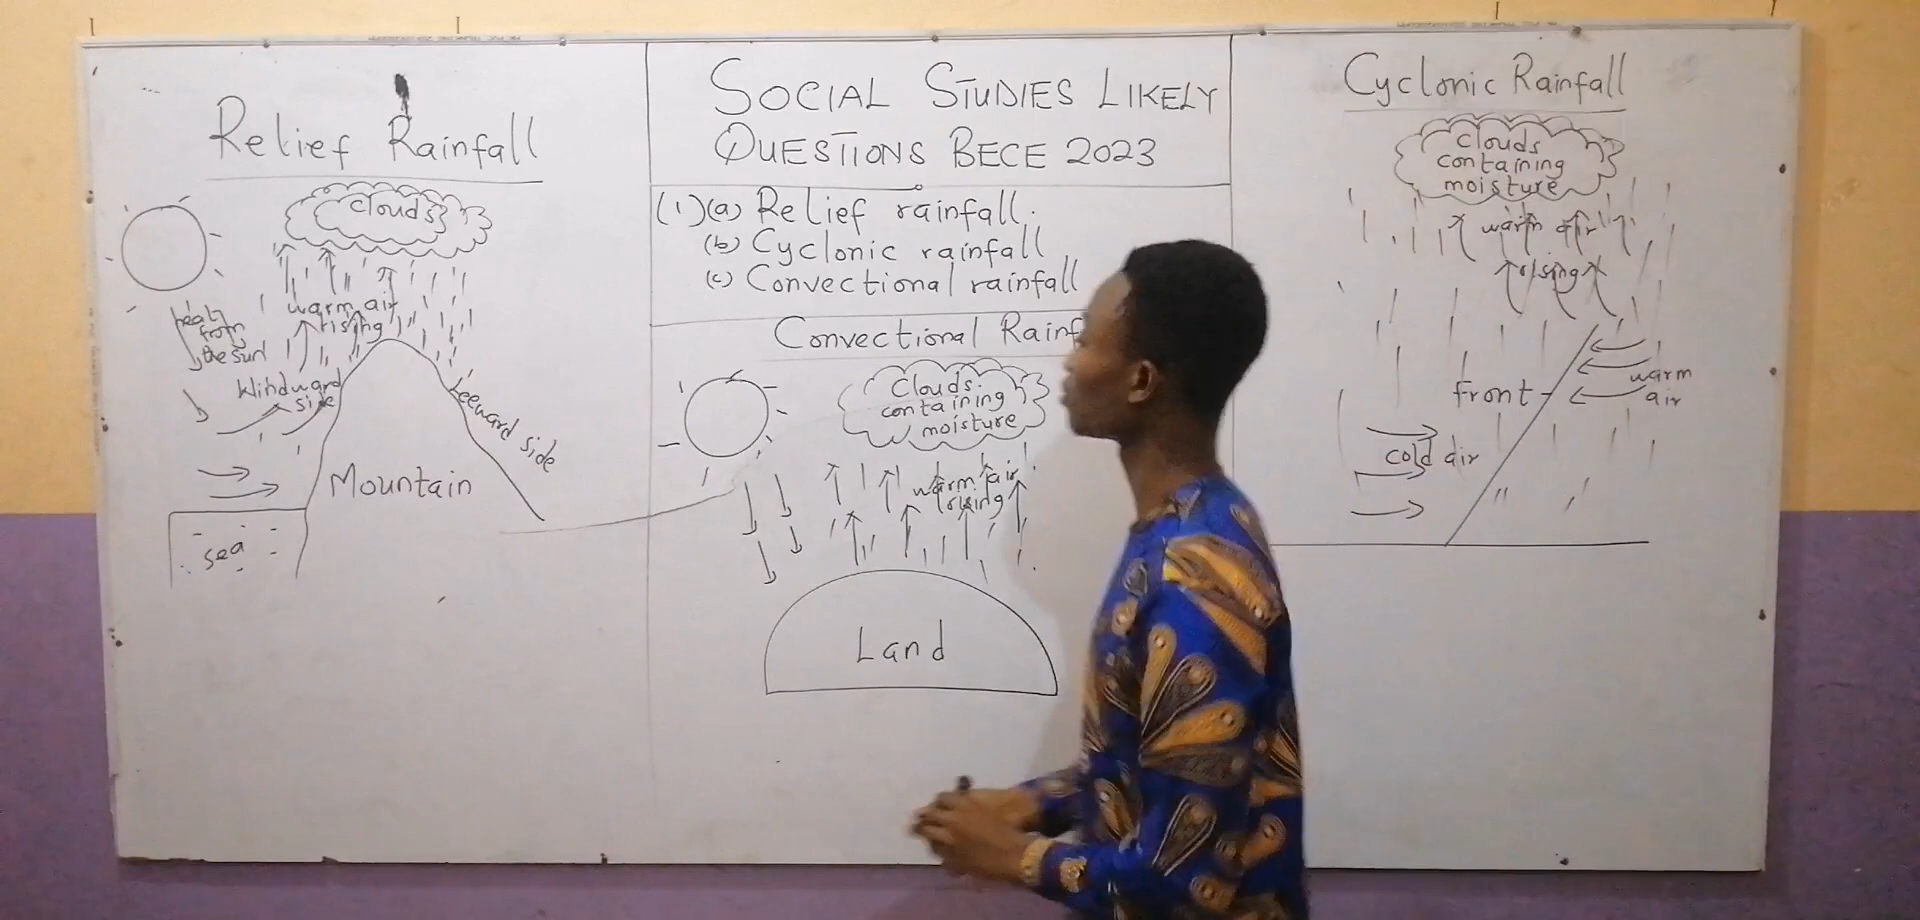 Relief Rainfall
clouds
warm air
rising
heat
from
the sun
Windward
side
Leeward side
Mountain
sea
SOCIAL STUDIES LIKELY
QUESTIONS BECE 2023
(1)(a) Relief rainfall.
(b) Cyclonic rainfall
(c) Convectional rainfall
Convectional Rainf
Clouds
containing
moisture
warm air
rising
Land
Cyclonic Rainfall
Clouds
containing
moisture
warm air
rising
Front
warm
air
cold air